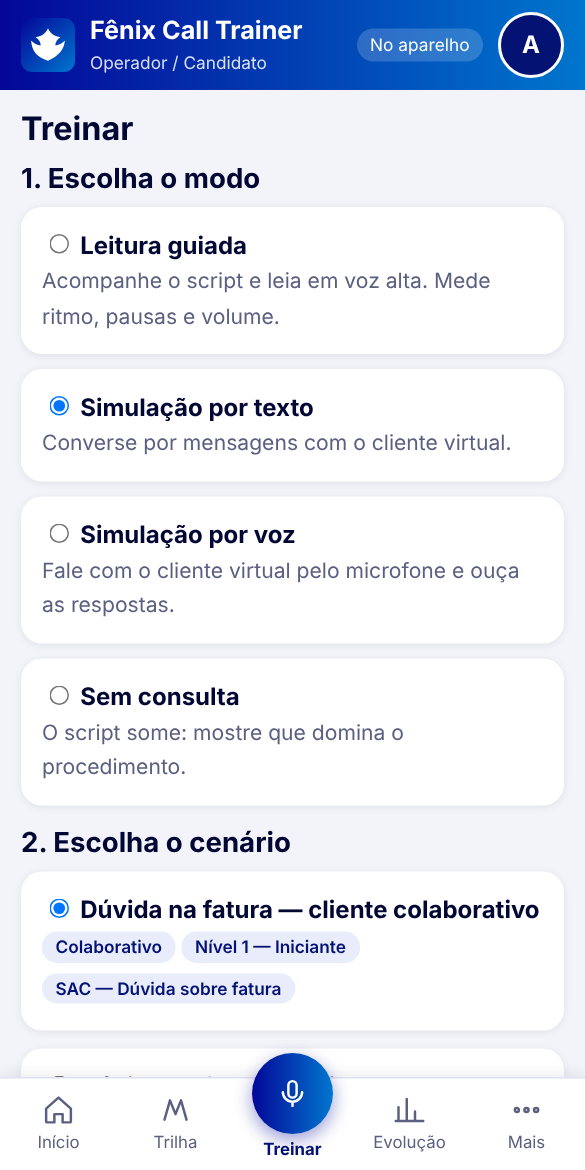 Fênix Call Trainer
Operador / Candidato
No aparelho
A
Treinar
1. Escolha o modo
Leitura guiada
Acompanhe o script e leia em voz alta. Mede
ritmo, pausas e volume.
Simulação por texto
Converse por mensagens com o cliente virtual.
Simulação por voz
Fale com o cliente virtual pelo microfone e ouça
as respostas.
Sem consulta
O script some: mostre que domina o
procedimento.
2. Escolha o cenário
Dúvida na fatura — cliente colaborativo
Colaborativo
Nível 1 — Iniciante
SAC — Dúvida sobre fatura
Início
Trilha
Treinar
Evolução
Mais